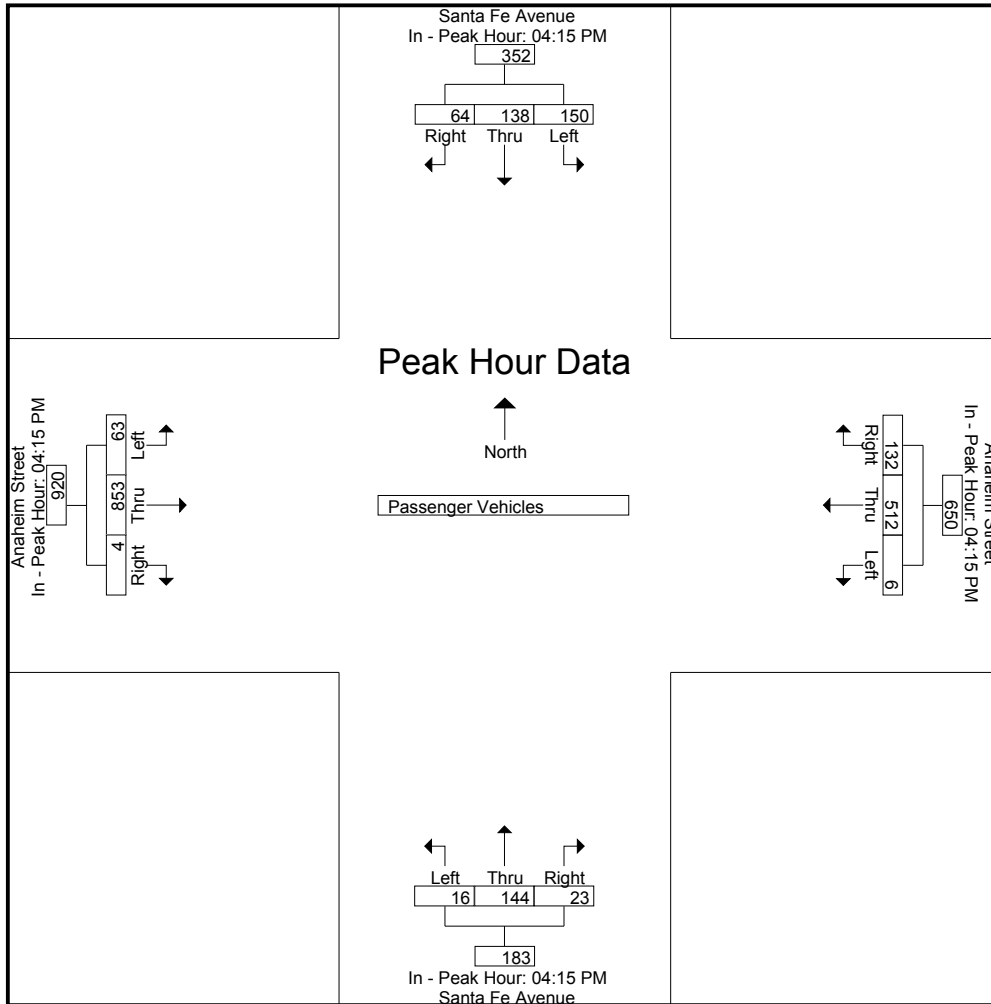 Santa Fe Avenue
In - Peak Hour: 04:15 PM
352
64 138 150
Right Thru Left
Peak Hour Data
North
Passenger Vehicles
Anaheim Street
In - Peak Hour: 04:15 PM
920
63 853 4
Left Thru Right
Right Thru Left
132 512 6
650
In - Peak Hour: 04:15 PM
Anaheim Street
Left Thru Right
16 144 23
183
In - Peak Hour: 04:15 PM
Santa Fe Avenue